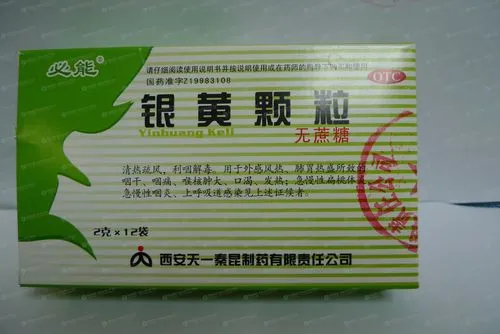 必能
请仔细阅读使用说明书并按说明使用或在药师的指导下购买和使用
国药准字Z19983108
OTC
银黄颗粒
Yinhuang Keli
无蔗糖
清热疏风，利咽解毒。用于外感风热、肺胃热盛所致的
咽干、咽痛、喉核肿大、口渴、发热；急慢性扁桃体炎、
急慢性咽炎、上呼吸道感染见上述证候者。
2克×12袋
西安天一秦昆制药有限责任公司